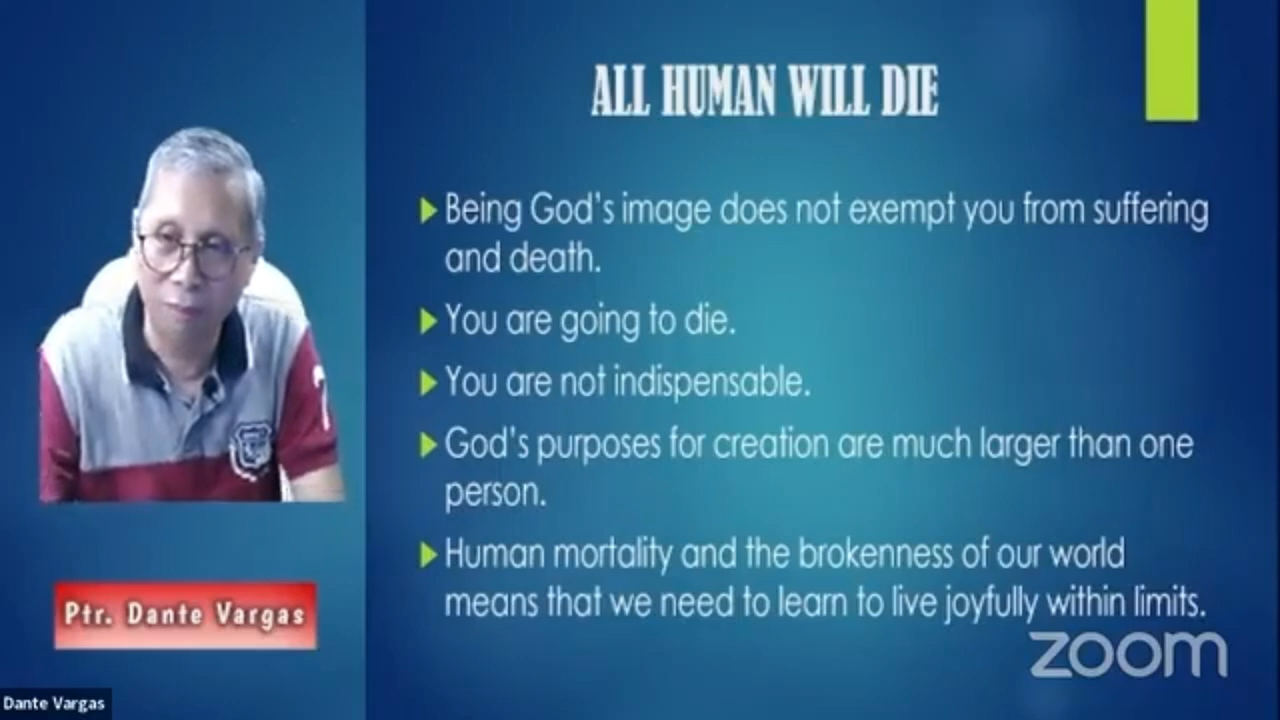 ALL HUMAN WILL DIE
Being God's image does not exempt you from suffering
and death.
You are going to die.
You are not indispensable.
God's purposes for creation are much larger than one
person.
Human mortality and the brokenness of our world
means that we need to learn to live joyfully within limits.
Ptr. Dante Vargas
zoom
Dante Vargas